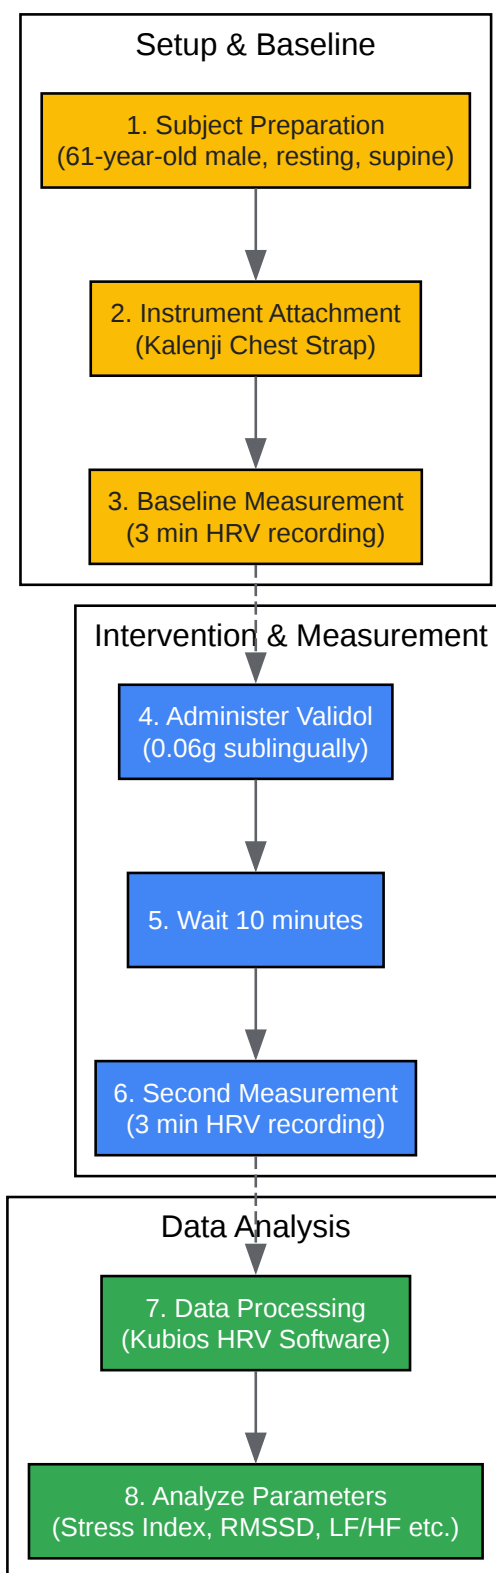 Setup & Baseline
1. Subject Preparation
(61-year-old male, resting, supine)
2. Instrument Attachment
(Kalenji Chest Strap)
3. Baseline Measurement
(3 min HRV recording)
Intervention & Measurement
4. Administer Validol
(0.06g sublingually)
5. Wait 10 minutes
6. Second Measurement
(3 min HRV recording)
Data Analysis
7. Data Processing
(Kubios HRV Software)
8. Analyze Parameters
(Stress Index, RMSSD, LF/HF etc.)